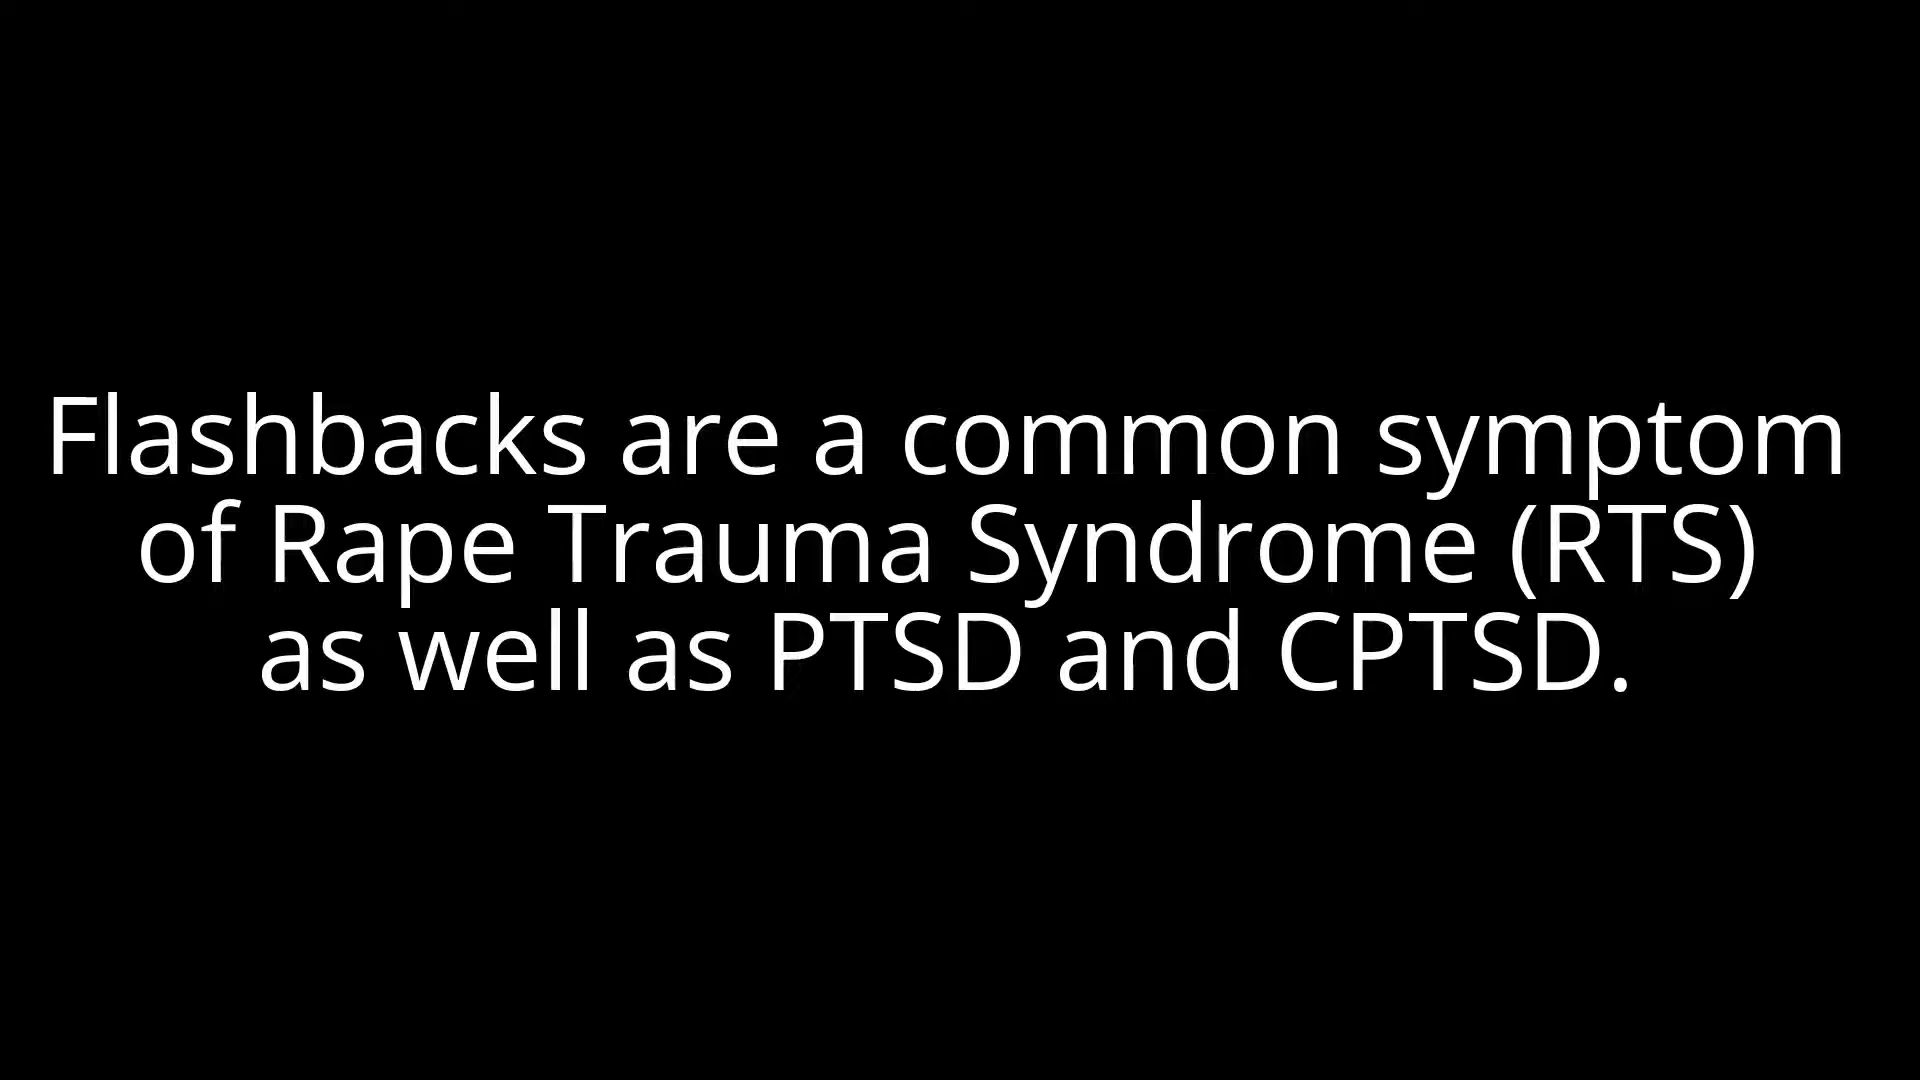 Flashbacks are a common symptom
of Rape Trauma Syndrome (RTS)
as well as PTSD and CPTSD.